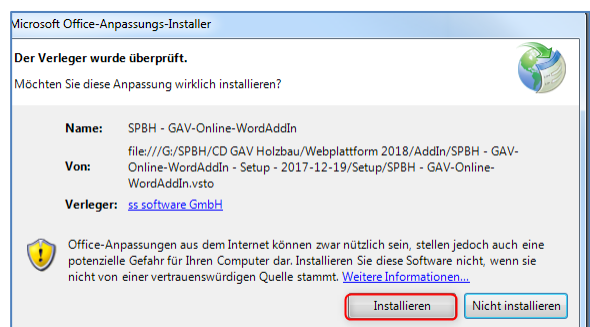 Microsoft Office-Anpassungs-Installer
Der Verleger wurde überprüft.
Möchten Sie diese Anpassung wirklich installieren?
Name: SPBH - GAV-Online-WordAddIn
Von: file:///G:/SPBH/CD GAV Holzbau/Webplattform 2018/AddIn/SPBH - GAV-
Online-WordAddIn - Setup - 2017-12-19/Setup/SPBH - GAV-Online-
WordAddIn.vsto
Verleger: ss software GmbH
Office-Anpassungen aus dem Internet können zwar nützlich sein, stellen jedoch auch eine
potenzielle Gefahr für Ihren Computer dar. Installieren Sie diese Software nicht, wenn sie
nicht von einer vertrauenswürdigen Quelle stammt. Weitere Informationen...
Installieren Nicht installieren